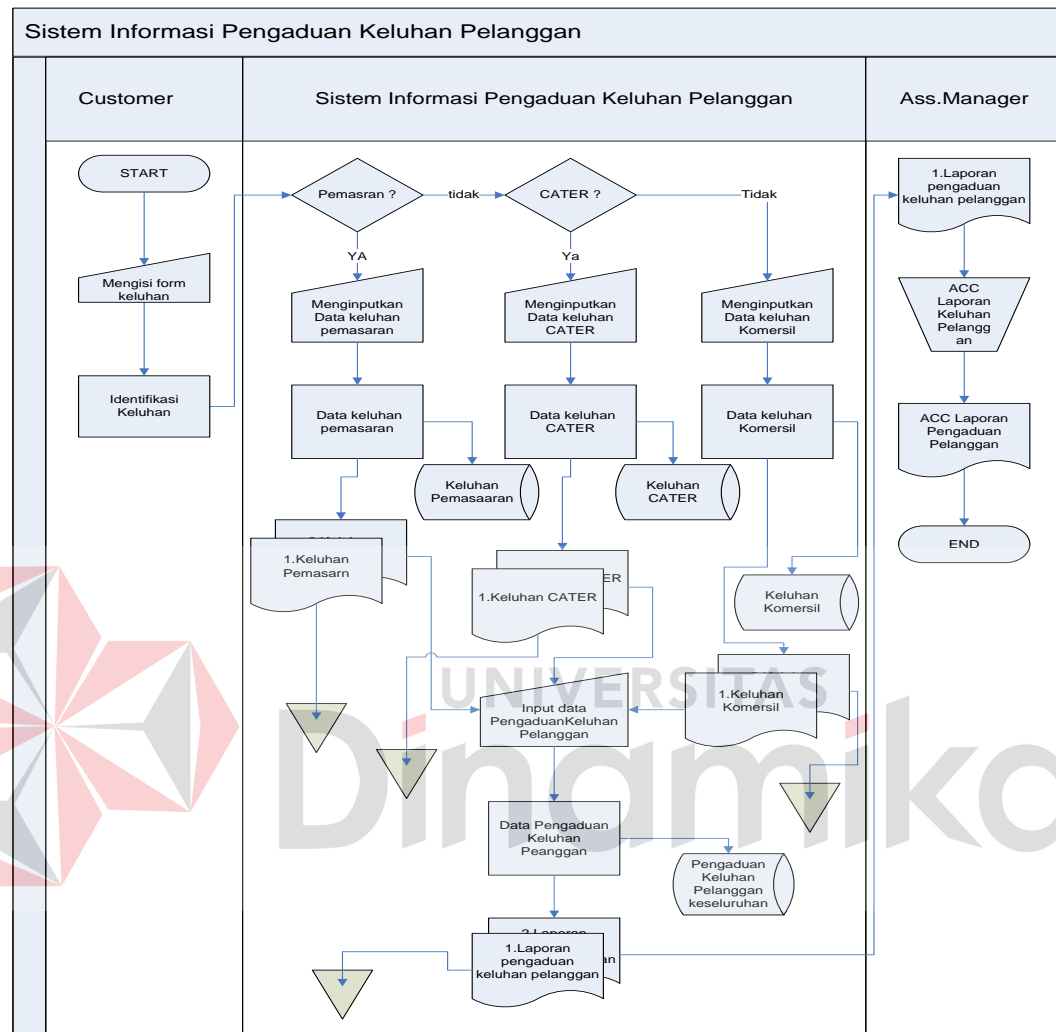 Sistem Informasi Pengaduan Keluhan Pelanggan
Customer
Sistem Informasi Pengaduan Keluhan Pelanggan
Ass.Manager
START
Mengisi form
keluhan
Identifikasi
Keluhan
Pemasran ?
tidak
CATER ?
Tidak
YA
Ya
Menginputkan
Data keluhan
pemasaran
Menginputkan
Data keluhan
CATER
Menginputkan
Data keluhan
Komersil
Data keluhan
pemasaran
Data keluhan
CATER
Data keluhan
Komersil
Keluhan
Pemasaaran
Keluhan
CATER
Keluhan
Komersil
1.Keluhan
Pemasarn
1.Keluhan CATER
1.Keluhan
Komersil
Input data
PengaduanKeluhan
Pelanggan
Data Pengaduan
Keluhan
Peanggan
Pengaduan
Keluhan
Pelanggan
keseluruhan
2.Laporan
1.Laporan
pengaduan
keluhan pelanggan
1.Laporan
pengaduan
keluhan pelanggan
ACC
Laporan
Keluhan
Pelangg
an
ACC Laporan
Pengaduan
Pelanggan
END
UNIVERSITAS
Dinamika